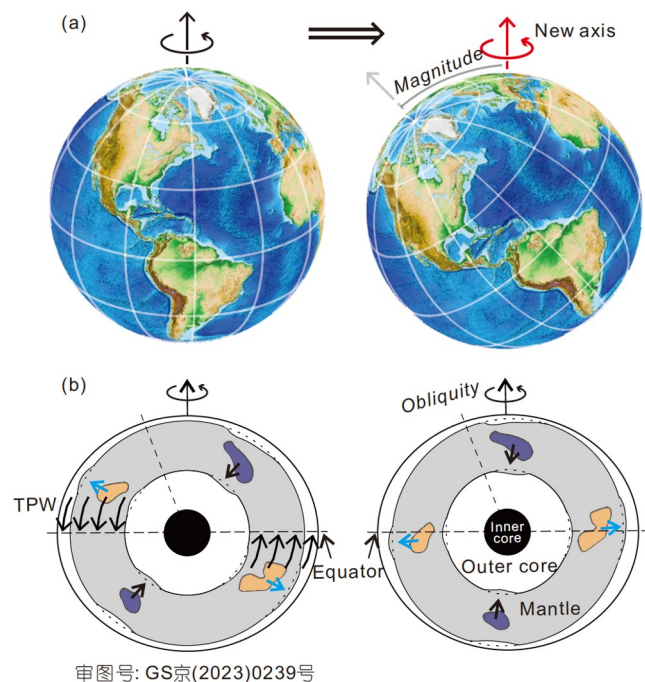 (a)
New axis
Magnitude
(b)
Obliquity
TPW
Equator
Inner
core
Outer core
Mantle
审图号: GS京(2023)0239号